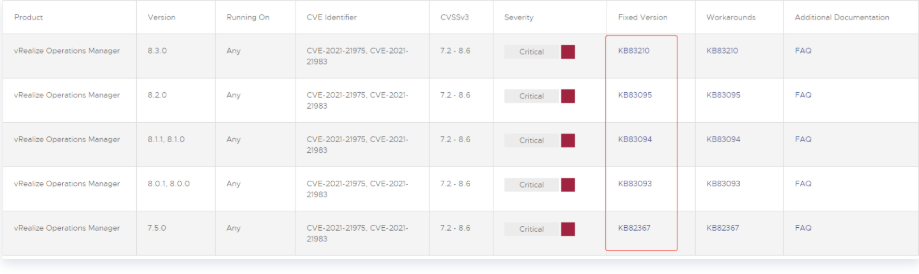 Product Version Running On CVE Identifier CVSSv3 Severity Fixed Version Workarounds Additional Documentation
vRealize Operations Manager 8.3.0 Any CVE-2021-21975, CVE-2021-21983 7.2 - 8.6 Critical KB83210 KB83210 FAQ
vRealize Operations Manager 8.2.0 Any CVE-2021-21975, CVE-2021-21983 7.2 - 8.6 Critical KB83095 KB83095 FAQ
vRealize Operations Manager 8.1.1, 8.1.0 Any CVE-2021-21975, CVE-2021-21983 7.2 - 8.6 Critical KB83094 KB83094 FAQ
vRealize Operations Manager 8.0.1, 8.0.0 Any CVE-2021-21975, CVE-2021-21983 7.2 - 8.6 Critical KB83093 KB83093 FAQ
vRealize Operations Manager 7.5.0 Any CVE-2021-21975, CVE-2021-21983 7.2 - 8.6 Critical KB82367 KB82367 FAQ